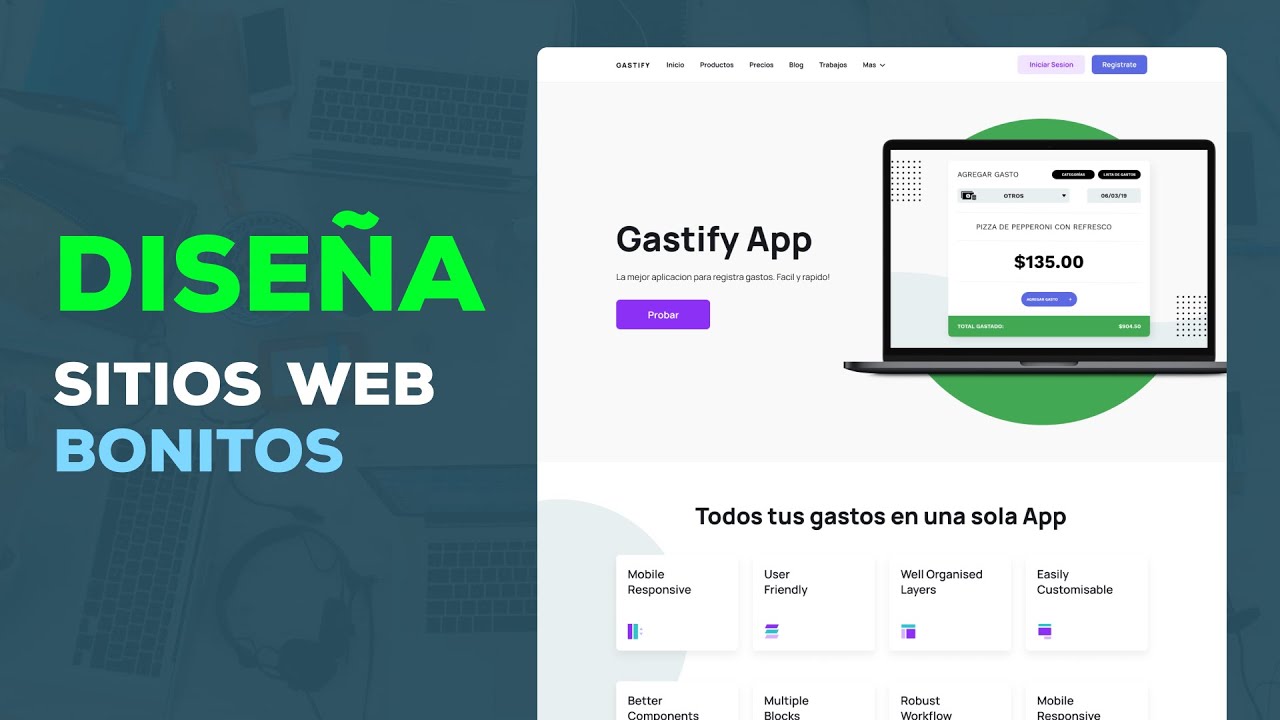 DISEÑA
SITIOS WEB
BONITOS
GASTIFY Inicio Productos Precios Blog Trabajos Mas Iniciar Sesion Registrate
Gastify App
La mejor aplicacion para registra gastos. Facil y rapido!
Probar
AGREGAR GASTO CATEGORÍAS LISTA DE GASTOS
OTROS 06/03/19
PIZZA DE PEPPERONI CON REFRESCO
$135.00
AGREGAR GASTO +
TOTAL GASTADO: $904.50
Todos tus gastos en una sola App
Mobile
Responsive
User
Friendly
Well Organised
Layers
Easily
Customisable
Better
Components
Multiple
Blocks
Robust
Workflow
Mobile
Responsive